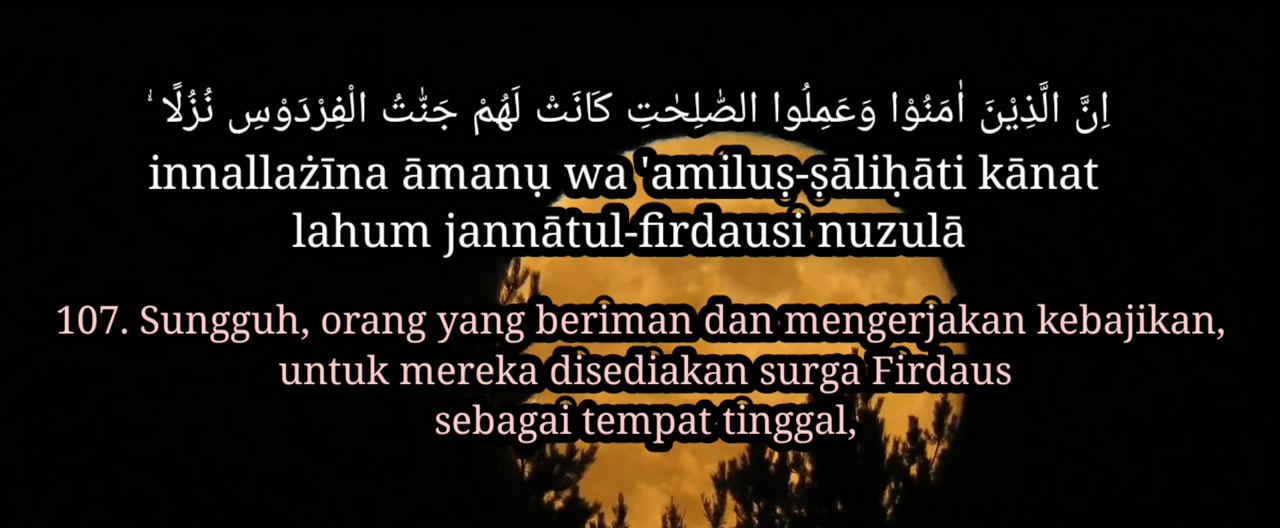 اِنَّ الَّذِيْنَ اٰمَنُوْا وَعَمِلُوا الصّٰلِحٰتِ كَانَتْ لَهُمْ جَنّٰتُ الْفِرْدَوْسِ نُزُلًا ۙ
innallażīna āmanụ wa 'amiluṣ-ṣāliḥāti kānat
lahum jannātul-firdausi nuzulā
107. Sungguh, orang yang beriman dan mengerjakan kebajikan,
untuk mereka disediakan surga Firdaus
sebagai tempat tinggal,